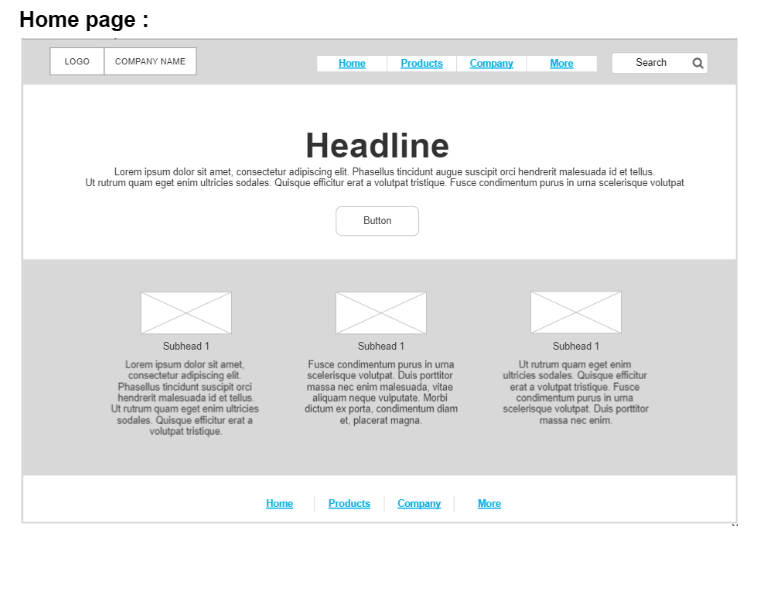 Home page :
LOGO
COMPANY NAME
Home
Products
Company
More
Search
Headline
Lorem ipsum dolor sit amet, consectetur adipiscing elit. Phasellus tincidunt augue suscipit orci hendrerit malesuada id et tellus.
Ut rutrum quam eget enim ultricies sodales. Quisque efficitur erat a volutpat tristique. Fusce condimentum purus in urna scelerisque volutpat
Button
Subhead 1
Lorem ipsum dolor sit amet,
consectetur adipiscing elit.
Phasellus tincidunt suscipit orci
hendrerit malesuada id et tellus.
Ut rutrum quam eget enim ultricies
sodales. Quisque efficitur erat a
volutpat tristique.
Subhead 1
Fusce condimentum purus in urna
scelerisque volutpat. Duis porttitor
massa nec enim malesuada, vitae
aliquam neque vulputate. Morbi
dictum ex porta, condimentum diam
et, placerat magna.
Subhead 1
Ut rutrum quam eget enim
ultricies sodales. Quisque efficitur
erat a volutpat tristique. Fusce
condimentum purus in urna
scelerisque volutpat. Duis porttitor
massa nec enim.
Home
Products
Company
More